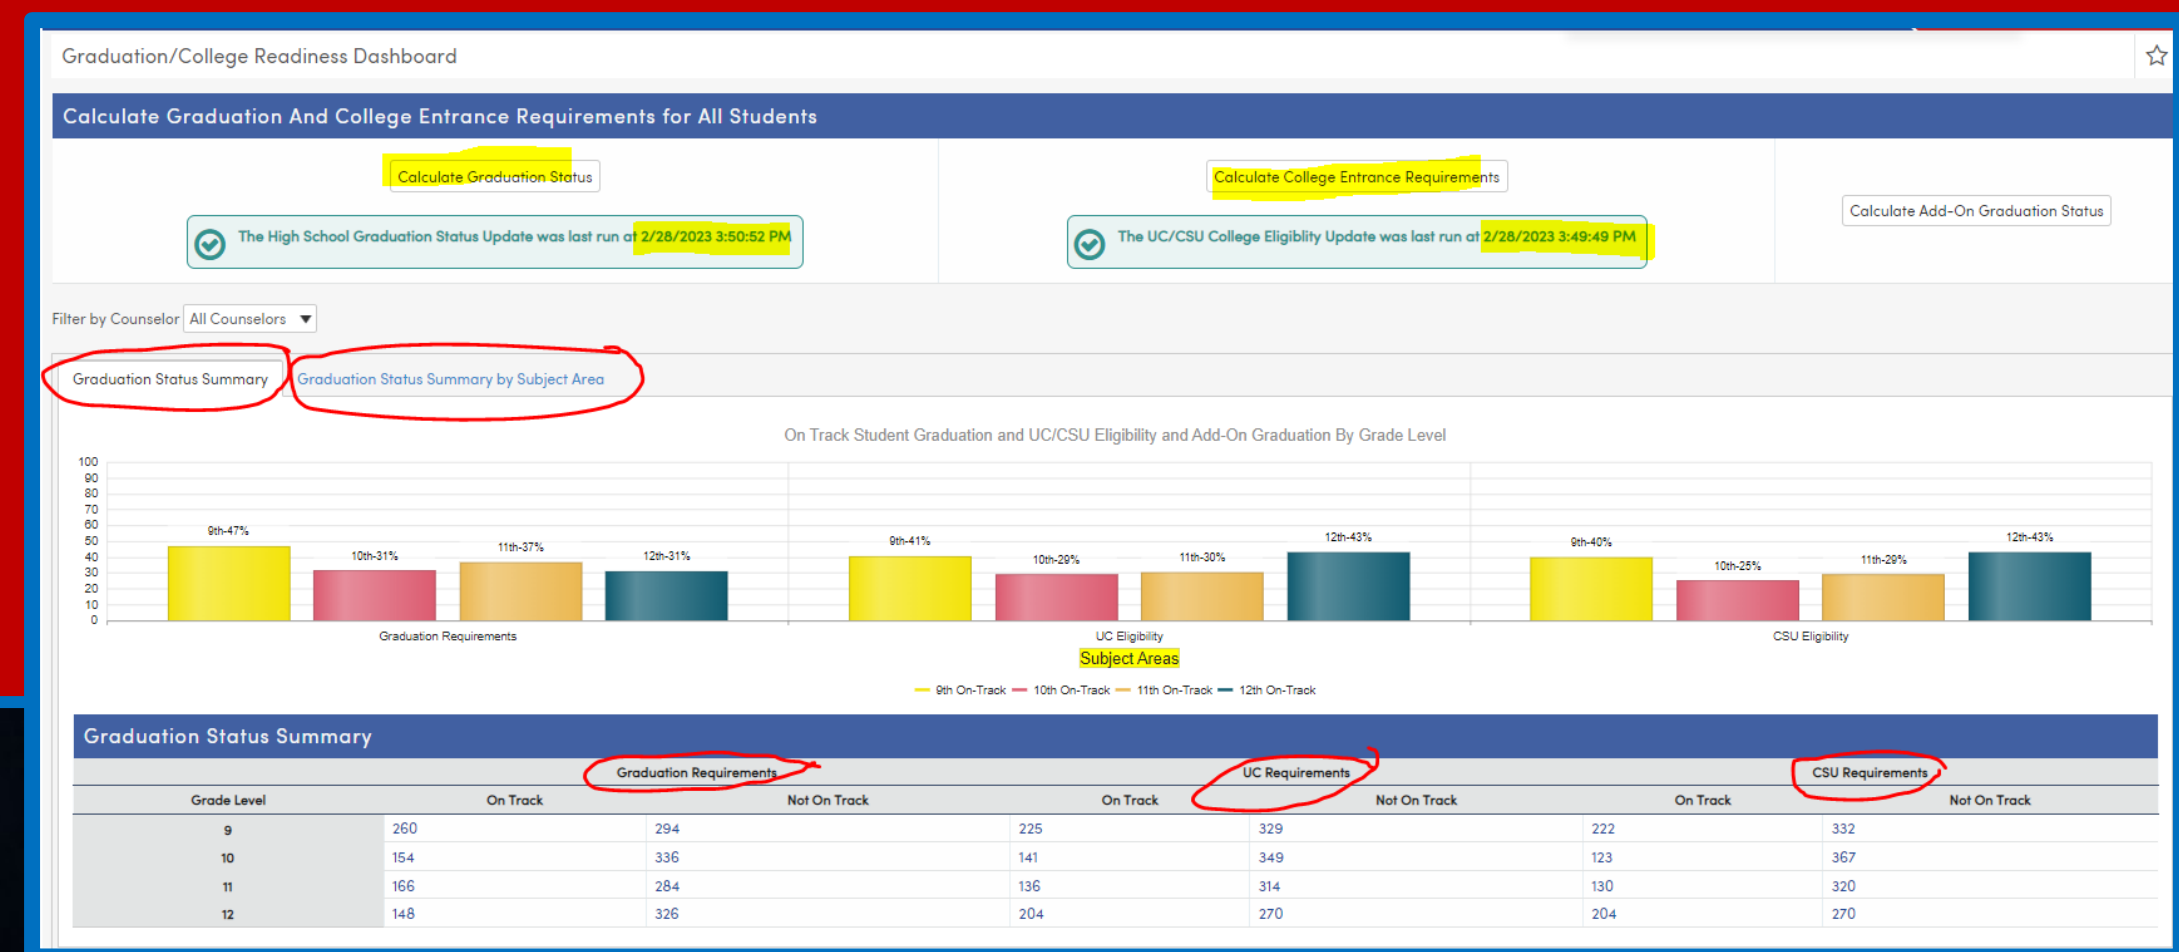 Graduation/College Readiness Dashboard
Calculate Graduation And College Entrance Requirements for All Students
Calculate Graduation Status
The High School Graduation Status Update was last run at 2/28/2023 3:50:52 PM
Calculate College Entrance Requirements
The UC/CSU College Eligiblity Update was last run at 2/28/2023 3:49:49 PM
Calculate Add-On Graduation Status
Filter by Counselor All Counselors
Graduation Status Summary Graduation Status Summary by Subject Area
On Track Student Graduation and UC/CSU Eligibility and Add-On Graduation By Grade Level
100
90
80
70
60
50
40
30
20
10
0
9th-47% 10th-31% 11th-37% 12th-31%
9th-41% 10th-29% 11th-30% 12th-43%
9th-40% 10th-25% 11th-29% 12th-43%
Graduation Requirements UC Eligibility CSU Eligibility
Subject Areas
9th On-Track 10th On-Track 11th On-Track 12th On-Track
Graduation Status Summary
Graduation Requirements UC Requirements CSU Requirements
Grade Level On Track Not On Track On Track Not On Track On Track Not On Track
9 260 294 225 329 222 332
10 154 336 141 349 123 367
11 166 284 136 314 130 320
12 148 326 204 270 204 270